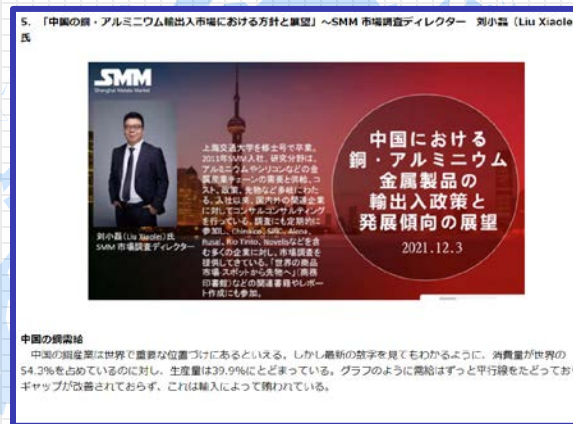 5. 「中国の銅・アルミニウム輸出入市場における方針と展望」～SMM 市場調査ディレクター　刘小磊（Liu Xiaolei
氏
SMM
Shanghai Metals Market
上海交通大学を修士号で卒業。
2011年SMM入社、研究分野は、
アルミニウムやシリコンなどの金
属産業チェーンの需要と供給、コ
スト、政策、先物など多岐にわた
る。入社以来、国内外の関連企業
に対してコンサルコンサルティング
を行っている。調査にも定期的に
参加し、Chinalco, SPIC, Alcoa,
Rusal, Rio Tinto, Novelisなどを含
む多くの企業に対し、市場調査を
提供してきている。「世界の商品
市場 スポットから先物へ」(商務
印書館)などの関連書籍やレポー
ト作成にも参加。
刘小磊(Liu Xiaolei)氏
SMM 市場調査ディレクター
中国における
銅・アルミニウム
金属製品の
輸出入政策と
発展傾向の展望
2021.12.3
中国の銅需給
中国の銅産業は世界で重要な位置づけにあるといえる。しかし最新の数字を見てもわかるように、消費量が世界の
54.3%を占めているのに対し、生産量は39.9%にとどまっている。グラフのように需給はずっと平行線をたどってお
ギャップが改善されておらず、これは輸入によって賄われている。